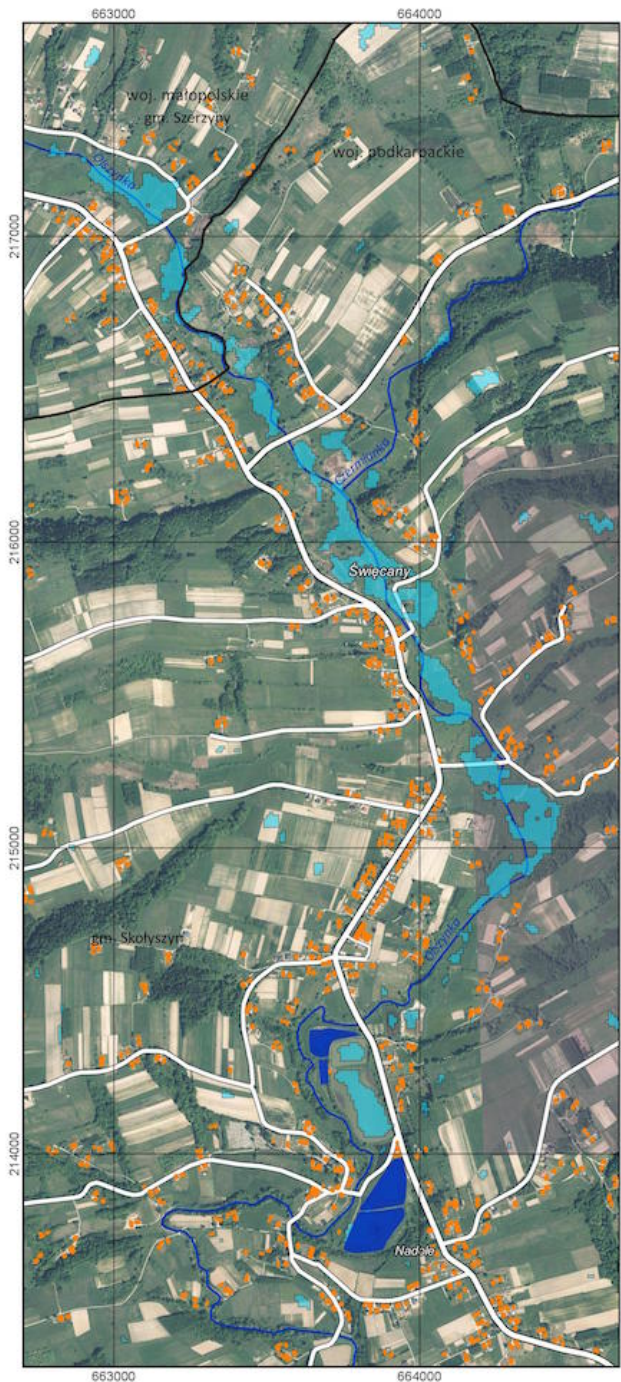 663000
664000
woj. małopolskie
gm. Szerzyny
woj. podkarpackie
Olszynka
217000
217000
Czermianka
216000
Święcany
215000
gm. Skołyszyn
Olszynka
214000
Nadole
663000
664000